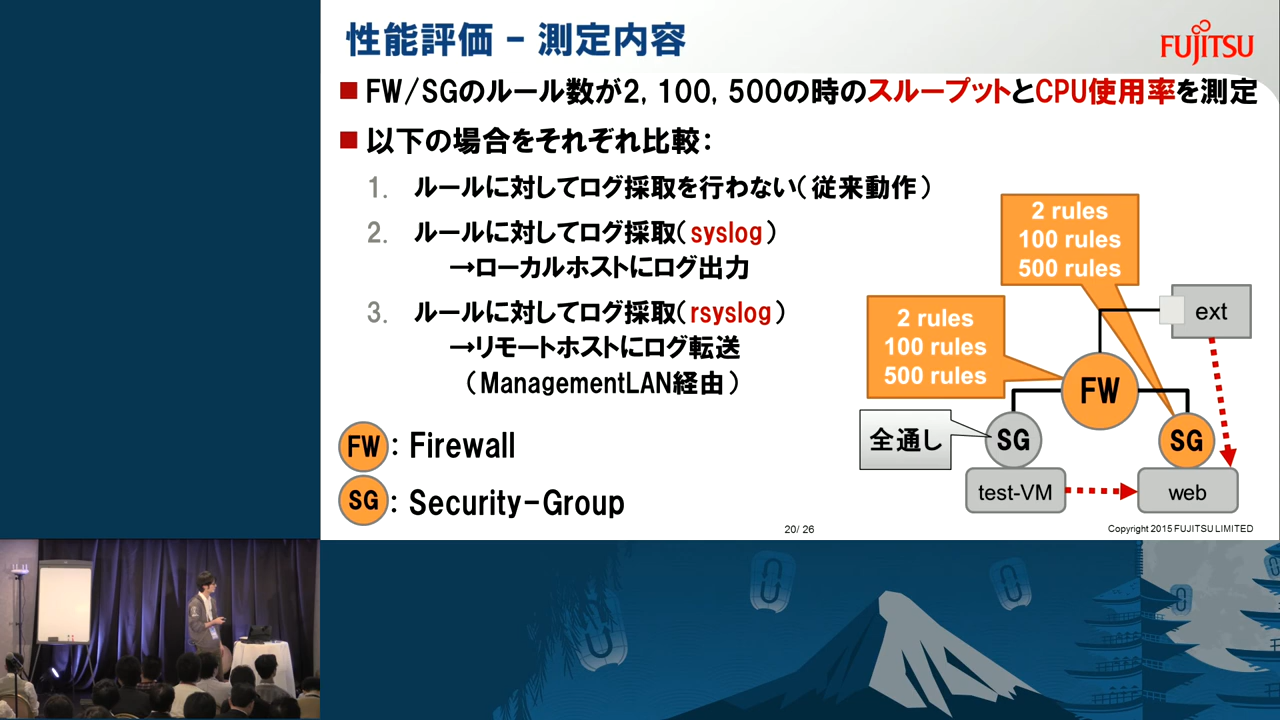 性能評価 – 測定内容
FUJITSU
FW/SGのルール数が2, 100, 500の時のスループットとCPU使用率を測定
以下の場合をそれぞれ比較：
1. ルールに対してログ採取を行わない（従来動作）
2. ルールに対してログ採取（syslog）
→ローカルホストにログ出力
3. ルールに対してログ採取（rsyslog）
→リモートホストにログ転送
（ManagementLAN経由）
2 rules
100 rules
500 rules
2 rules
100 rules
500 rules
ext
FW
全通し
SG
SG
test-VM
web
FW： Firewall
SG： Security-Group
20/ 26
Copyright 2015 FUJITSU LIMITED